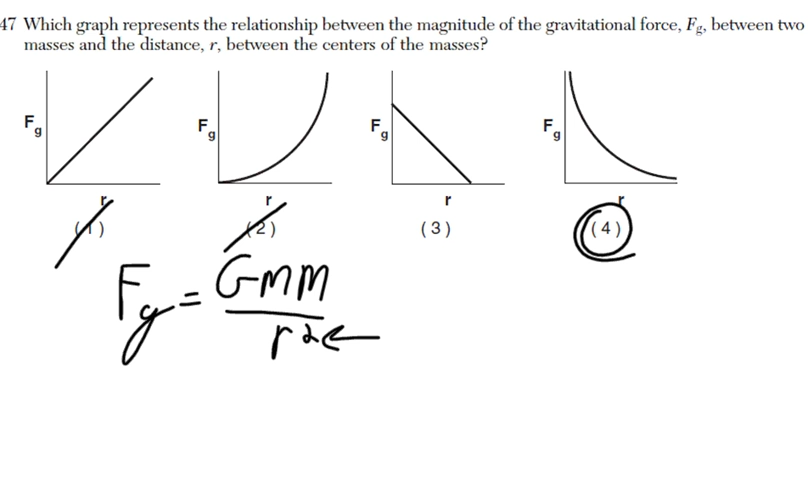 47 Which graph represents the relationship between the magnitude of the gravitational force, Fg, between two
masses and the distance, r, between the centers of the masses?
Fg Fg Fg Fg
r r r r
(1) (2) (3) (4)
Fg = GMM
r2